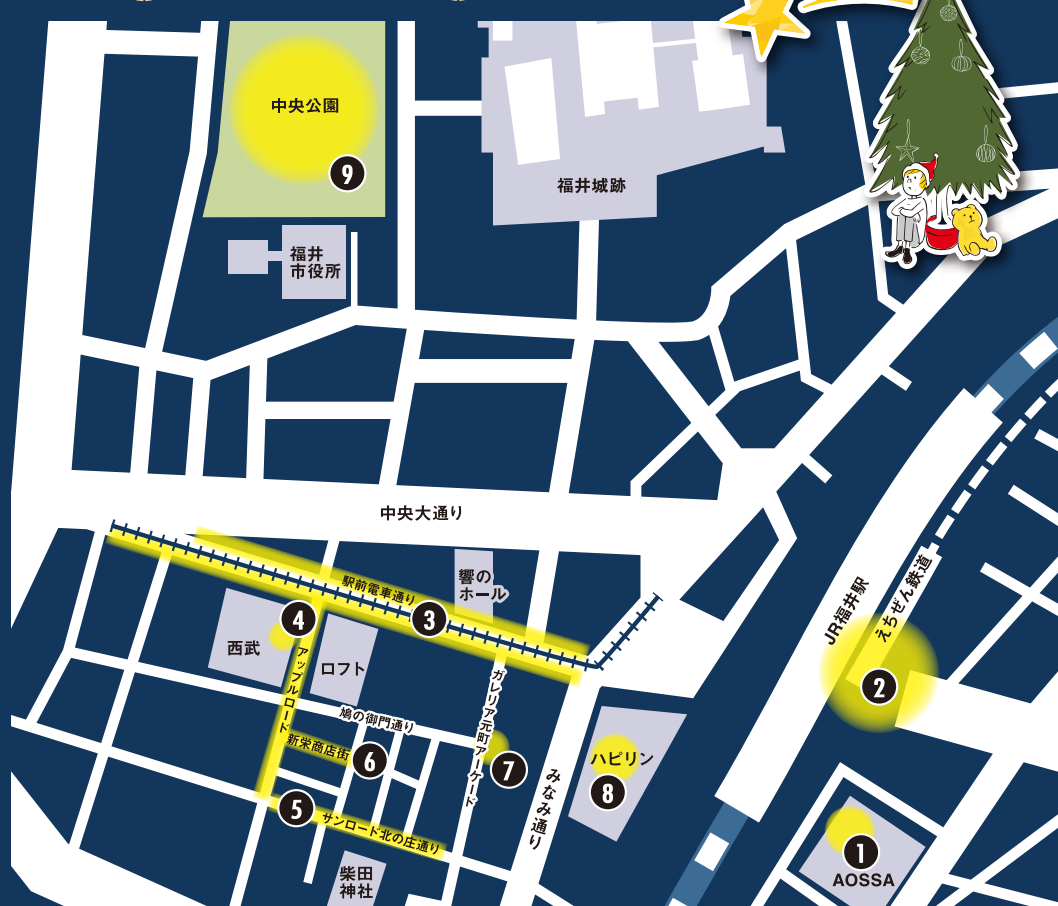 中央公園
9
福井城跡
福井
市役所
中央大通り
駅前電車通り
3
響の
ホール
4
西武
アップルロード
ロフト
鳩の御門通り
新栄商店街
6
ガレリア元町アーケード
7
5
サンロード北の庄通り
柴田
神社
みなみ通り
ハピリン
8
JR福井駅
えちぜん鉄道
2
1
AOSSA